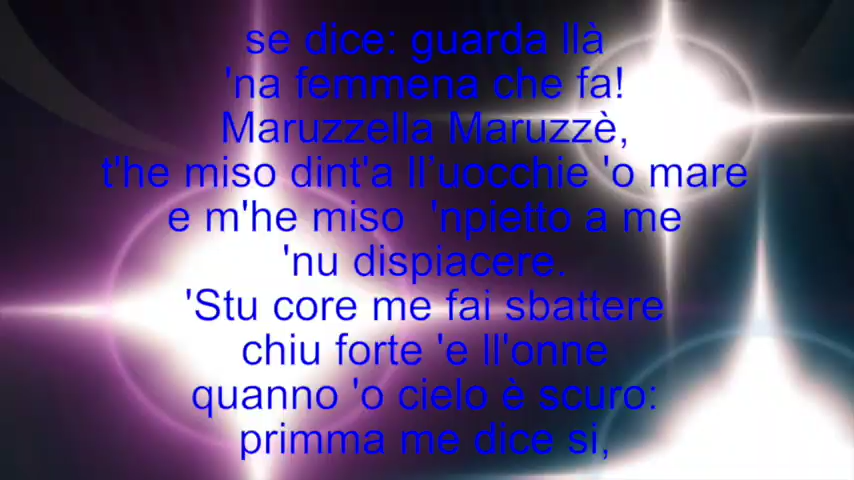 se dice: guarda llà
'na femmena che fa!
Maruzzella Maruzzè,
t'he miso dint'a ll’uocchie 'o mare
e m'he miso  'npietto a me
'nu dispiacere.
'Stu core me fai sbattere
chiu forte 'e ll'onne
quanno 'o cielo è scuro:
primma me dice si,